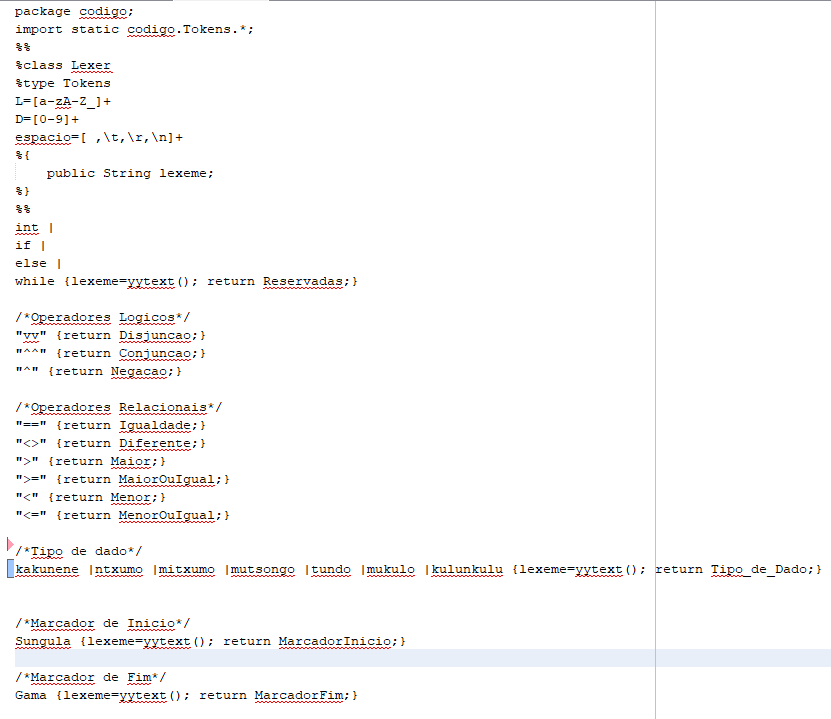 package codigo;
import static codigo.Tokens.*;
%%
%class Lexer
%type Tokens
L=[a-zA-Z_]+
D=[0-9]+
espacio=[ ,\t,\r,\n]+
%{
    public String lexeme;
%}
%%
int |
if |
else |
while {lexeme=yytext(); return Reservadas;}

/*Operadores Logicos*/
"vv" {return Disjuncao;}
"^^" {return Conjuncao;}
"^" {return Negacao;}

/*Operadores Relacionais*/
"==" {return Igualdade;}
"<>" {return Diferente;}
">" {return Maior;}
">=" {return MaiorOuIgual;}
"<" {return Menor;}
"<=" {return MenorOuIgual;}

/*Tipo de dado*/
kakunene |ntxumo |mitxumo |mutsongo |tundo |mukulo |kulunkulu {lexeme=yytext(); return Tipo_de_Dado;}

/*Marcador de Inicio*/
Sungula {lexeme=yytext(); return MarcadorInicio;}

/*Marcador de Fim*/
Gama {lexeme=yytext(); return MarcadorFim;}